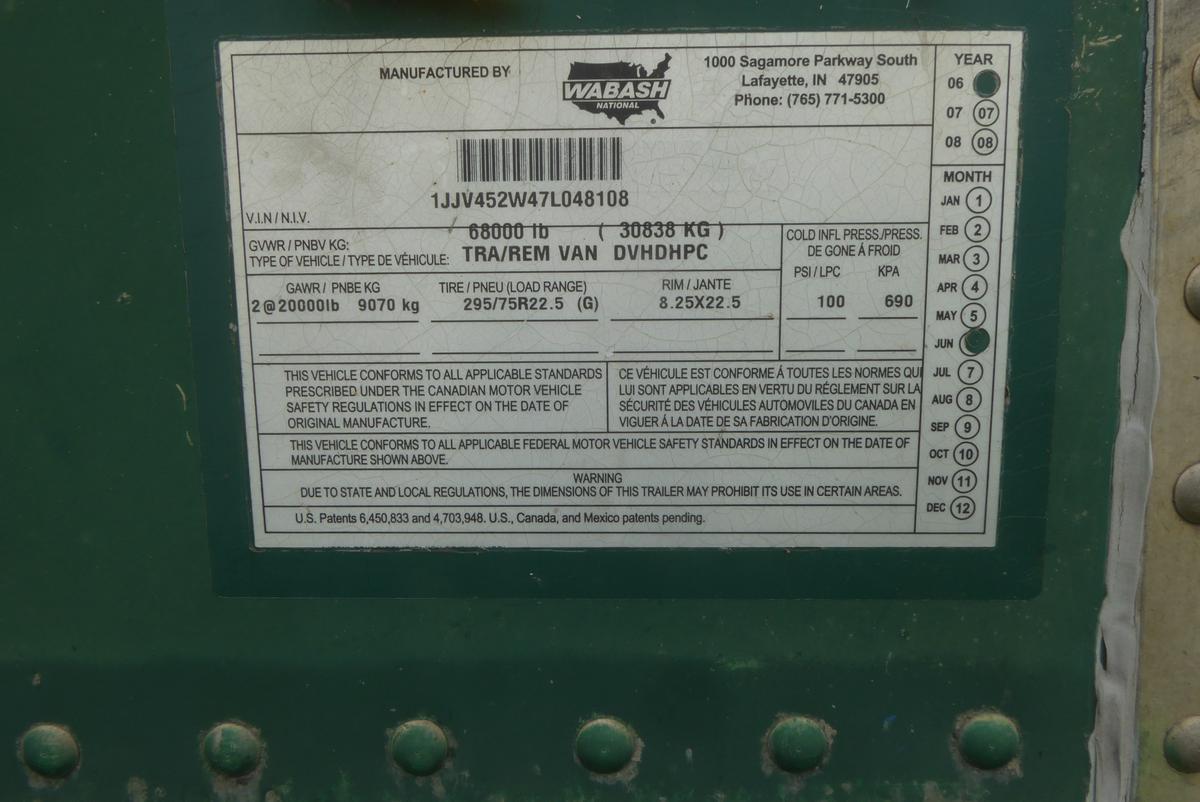 MANUFACTURED BY
WABASH
NATIONAL
1000 Sagamore Parkway South
Lafayette, IN 47905
Phone: (765) 771-5300
1JJV452W47L048108
V.I.N / N.I.V.
GVWR / PNBV KG: 68000 lb ( 30838 KG )
TYPE OF VEHICLE / TYPE DE VÉHICULE: TRA/REM VAN DVHDHPC
COLD INFL PRESS./PRESS.
DE GONE Á FROID
PSI / LPC KPA
100 690
GAWR / PNBE KG TIRE / PNEU (LOAD RANGE) RIM / JANTE
2@20000lb 9070 kg 295/75R22.5 (G) 8.25X22.5
THIS VEHICLE CONFORMS TO ALL APPLICABLE STANDARDS
PRESCRIBED UNDER THE CANADIAN MOTOR VEHICLE
SAFETY REGULATIONS IN EFFECT ON THE DATE OF
ORIGINAL MANUFACTURE.
CE VÉHICULE EST CONFORME Á TOUTES LES NORMES QUI
LUI SONT APPLICABLES EN VERTU DU RÉGLEMENT SUR LA
SÉCURITÉ DES VÉHICULES AUTOMOVILES DU CANADA EN
VIGUER Á LA DATE DE SA FABRICATION D'ORIGINE.
THIS VEHICLE CONFORMS TO ALL APPLICABLE FEDERAL MOTOR VEHICLE SAFETY STANDARDS IN EFFECT ON THE DATE OF
MANUFACTURE SHOWN ABOVE.
WARNING
DUE TO STATE AND LOCAL REGULATIONS, THE DIMENSIONS OF THIS TRAILER MAY PROHIBIT ITS USE IN CERTAIN AREAS.
U.S. Patents 6,450,833 and 4,703,948. U.S., Canada, and Mexico patents pending.
YEAR
06
07 07
08 08
MONTH
JAN 1
FEB 2
MAR 3
APR 4
MAY 5
JUN
JUL 7
AUG 8
SEP 9
OCT 10
NOV 11
DEC 12